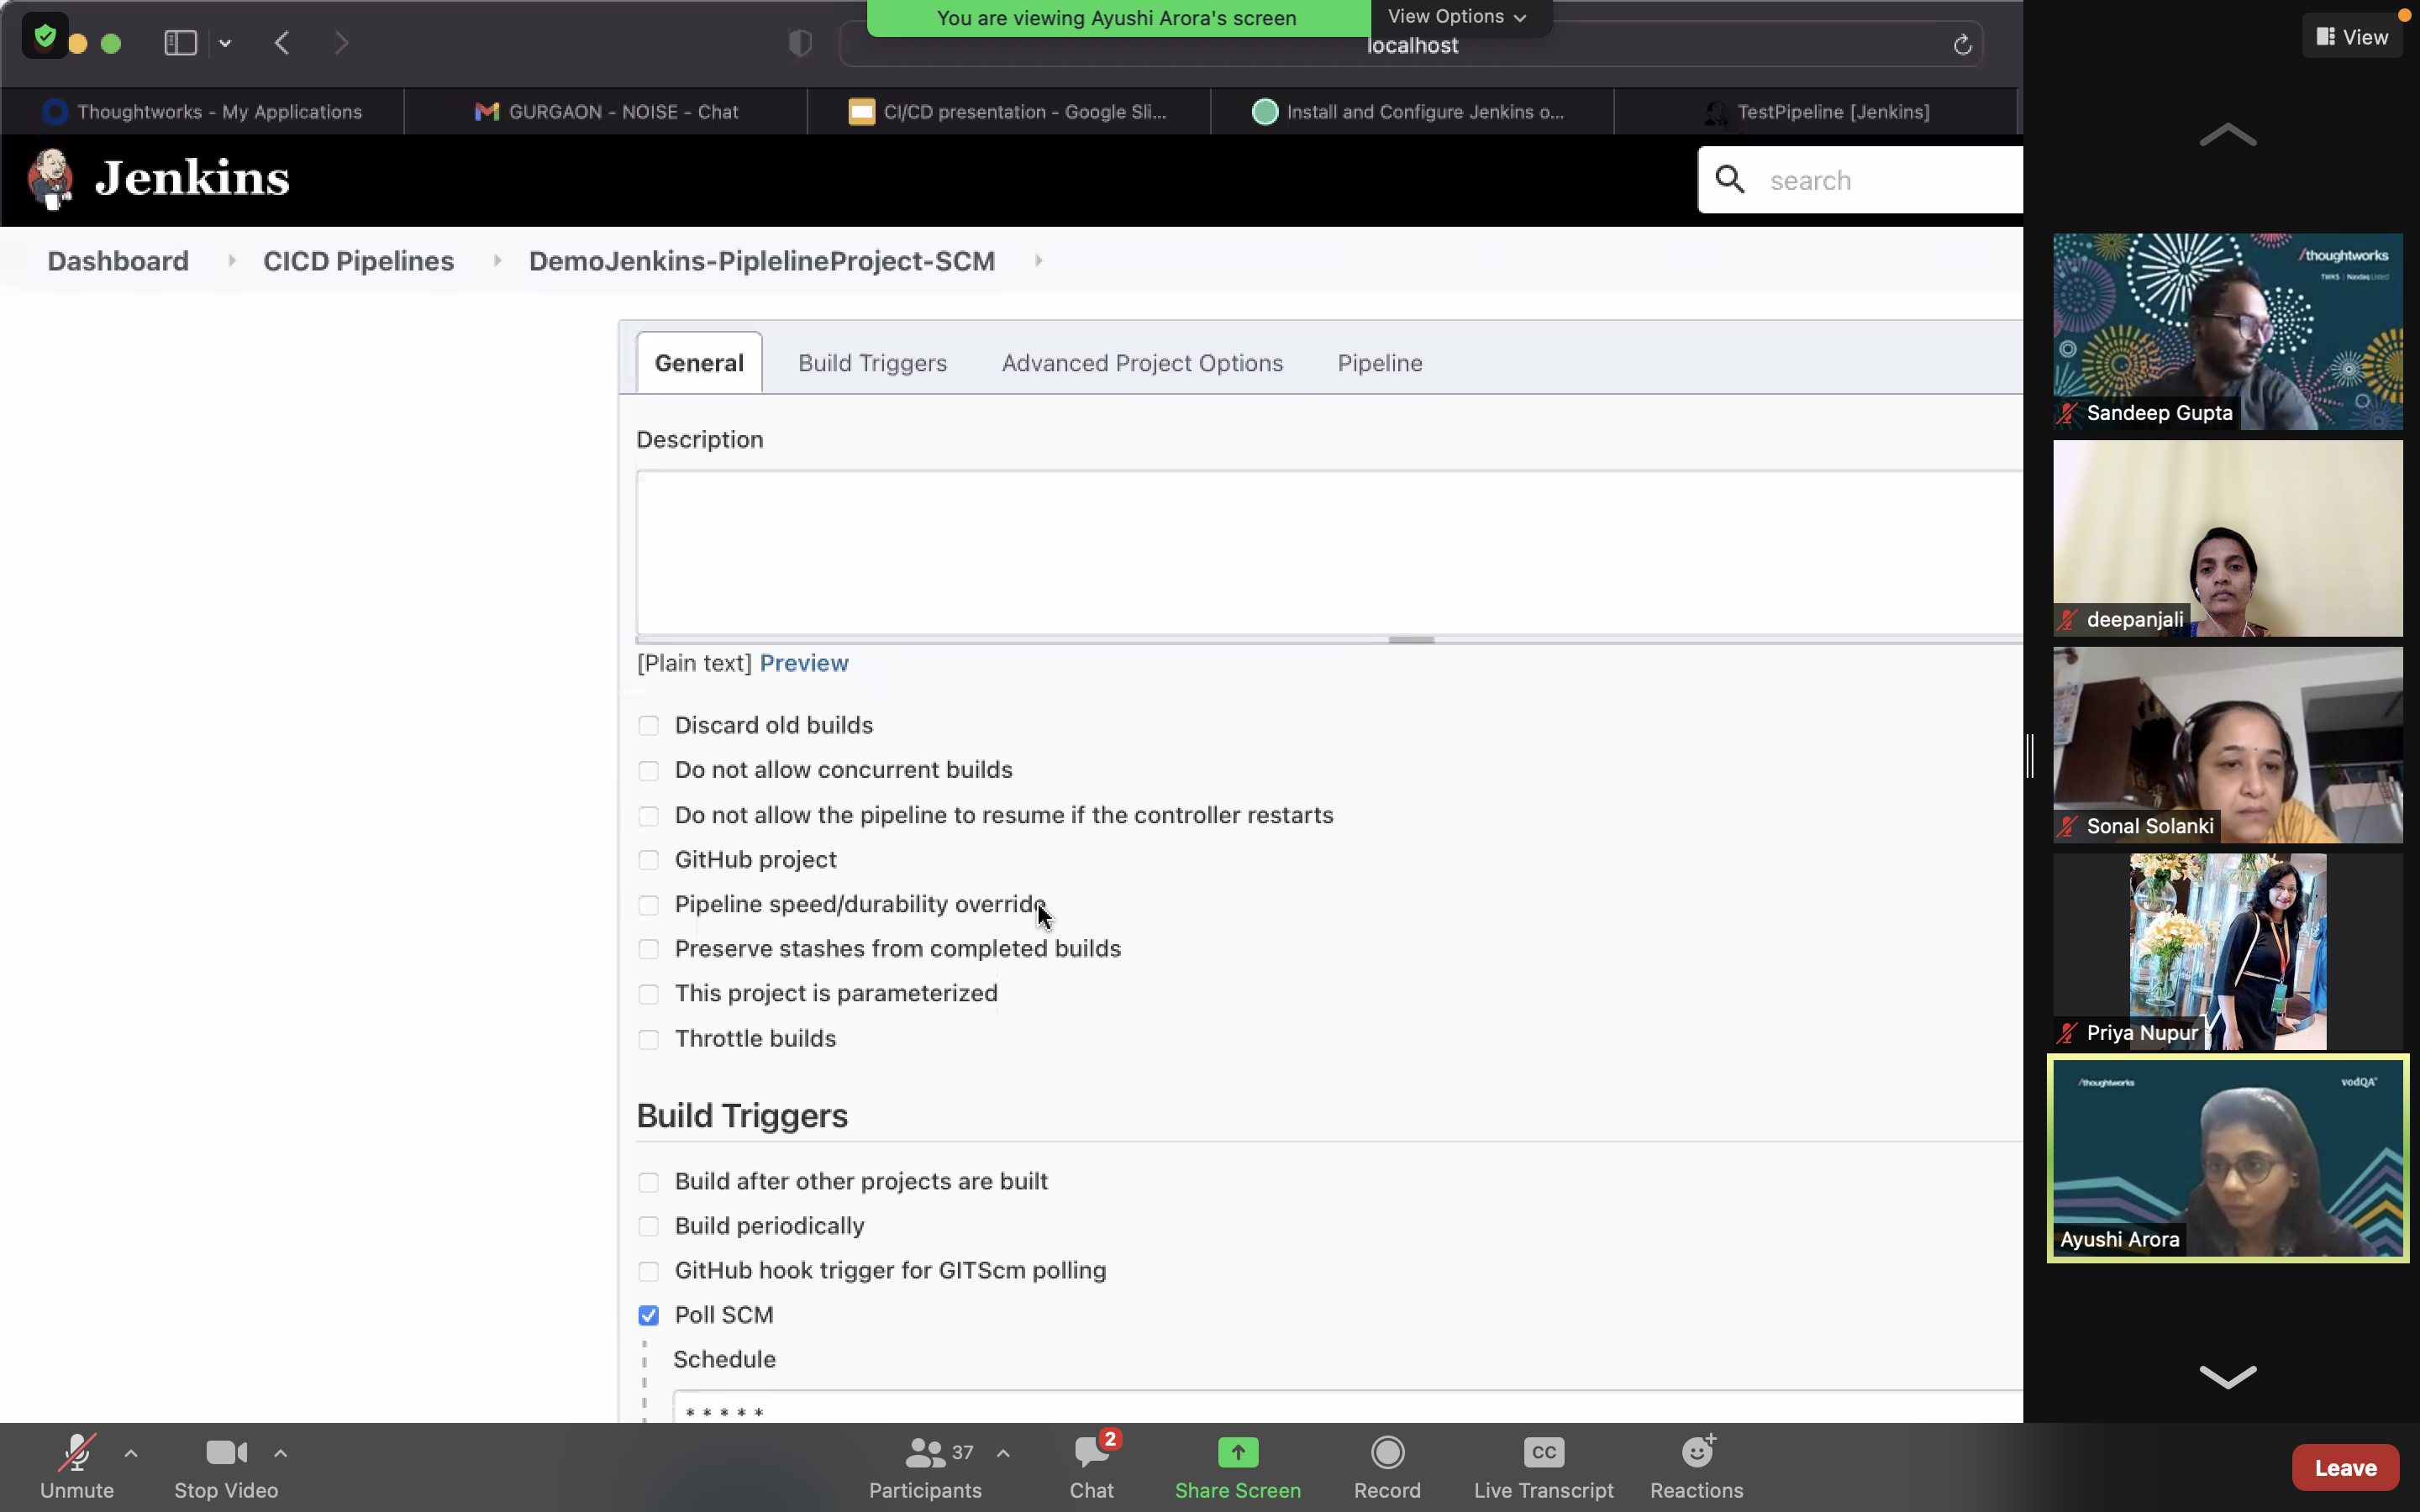 You are viewing Ayushi Arora's screen
View Options
View
localhost
Thoughtworks - My Applications
GURGAON - NOISE - Chat
CI/CD presentation - Google Sli...
Install and Configure Jenkins o...
TestPipeline [Jenkins]
Jenkins
search
Dashboard
CICD Pipelines
DemoJenkins-PiplelineProject-SCM
General
Build Triggers
Advanced Project Options
Pipeline
Description
[Plain text] Preview
Discard old builds
Do not allow concurrent builds
Do not allow the pipeline to resume if the controller restarts
GitHub project
Pipeline speed/durability override
Preserve stashes from completed builds
This project is parameterized
Throttle builds
Build Triggers
Build after other projects are built
Build periodically
GitHub hook trigger for GITScm polling
Poll SCM
Schedule
* * * * *
/thoughtworks
TWKS | Nasdaq Listed
Sandeep Gupta
deepanjali
Sonal Solanki
Priya Nupur
/thoughtworks
vodQA
Ayushi Arora
Unmute
Stop Video
37
Participants
2
Chat
Share Screen
Record
CC
Live Transcript
Reactions
Leave